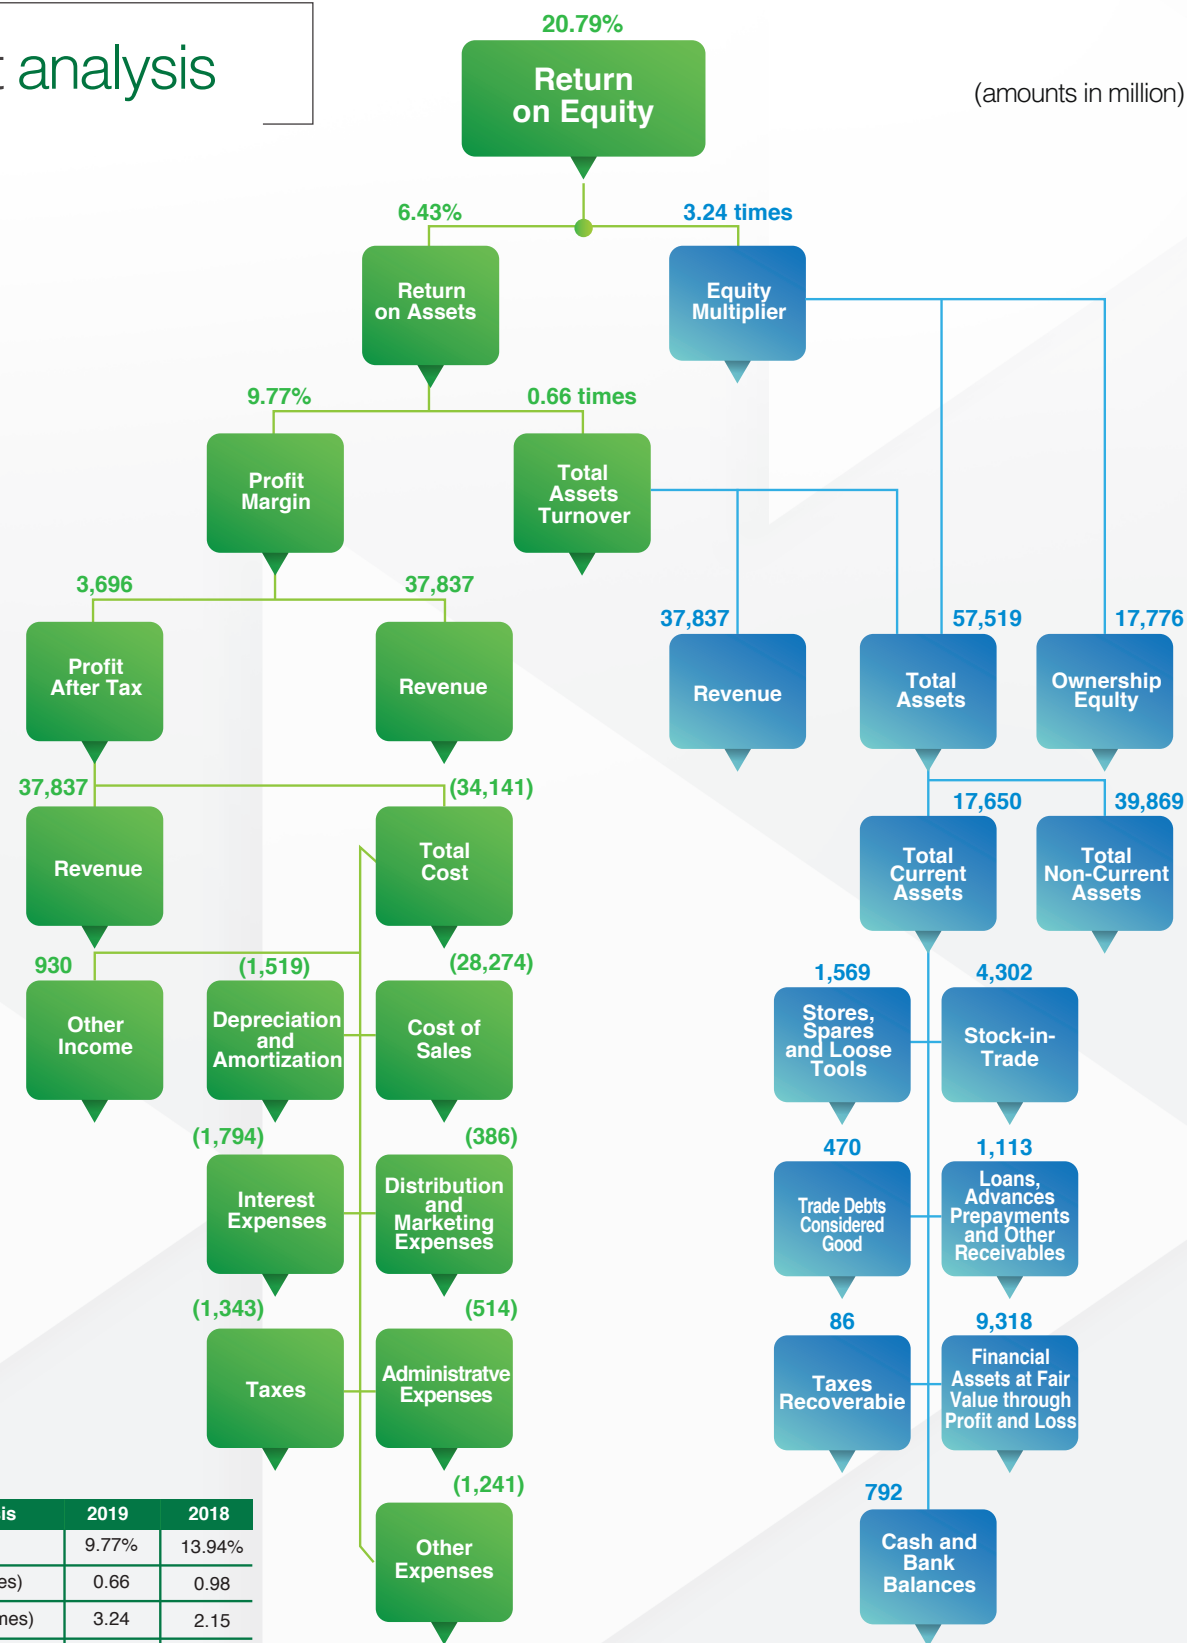 analysis
(amounts in million)
20.79%
Return
on Equity
6.43%
3.24 times
Return
on Assets
Equity
Multiplier
9.77%
0.66 times
Profit
Margin
Total
Assets
Turnover
3,696
37,837
37,837
57,519
17,776
Profit
After Tax
Revenue
Revenue
Total
Assets
Ownership
Equlty
37,837
(34,141)
17,650
39,869
Revenue
Total
Cost
Total
Current
Assets
Total
Non-Current
Assets
930
(1,519)
(28,274)
1,569
4,302
Other
Income
Depreciation
and
Amortization
Cost of
Sales
Stores,
Spares
and Loose
Tools
Stock-in-
Trade
(1,794)
(386)
470
1,113
Interest
Expenses
Distribution
and
Marketing
Expenses
Trade Debts
Considered
Good
Loans,
Advances
Prepayments
and Other
Receivables
(1,343)
(514)
86
9,318
Taxes
Administratve
Expenses
Taxes
Recoverabie
Financial
Assets at Fair
Value through
Profit and Loss
(1,241)
792
Other
Expenses
Cash and
Bank
Balances
2019 2018
9.77% 13.94%
0.66 0.98
3.24 2.15